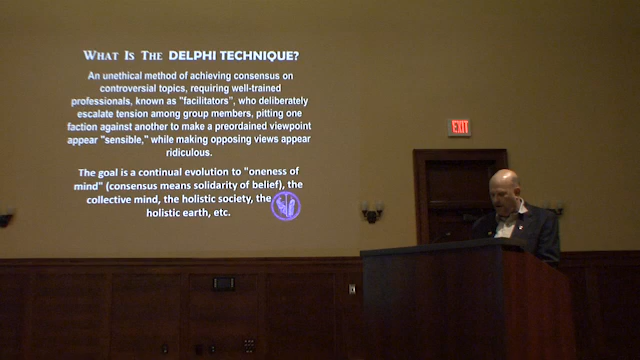 WHAT IS THE DELPHI TECHNIQUE?
An unethical method of achieving consensus on
controversial topics, requiring well-trained
professionals, known as "facilitators", who deliberately
escalate tension among group members, pitting one
faction against another to make a preordained viewpoint
appear "sensible," while making opposing views appear
ridiculous.
The goal is a continual evolution to "oneness of
mind" (consensus means solidarity of belief), the
collective mind, the holistic society, the
holistic earth, etc.
EXIT